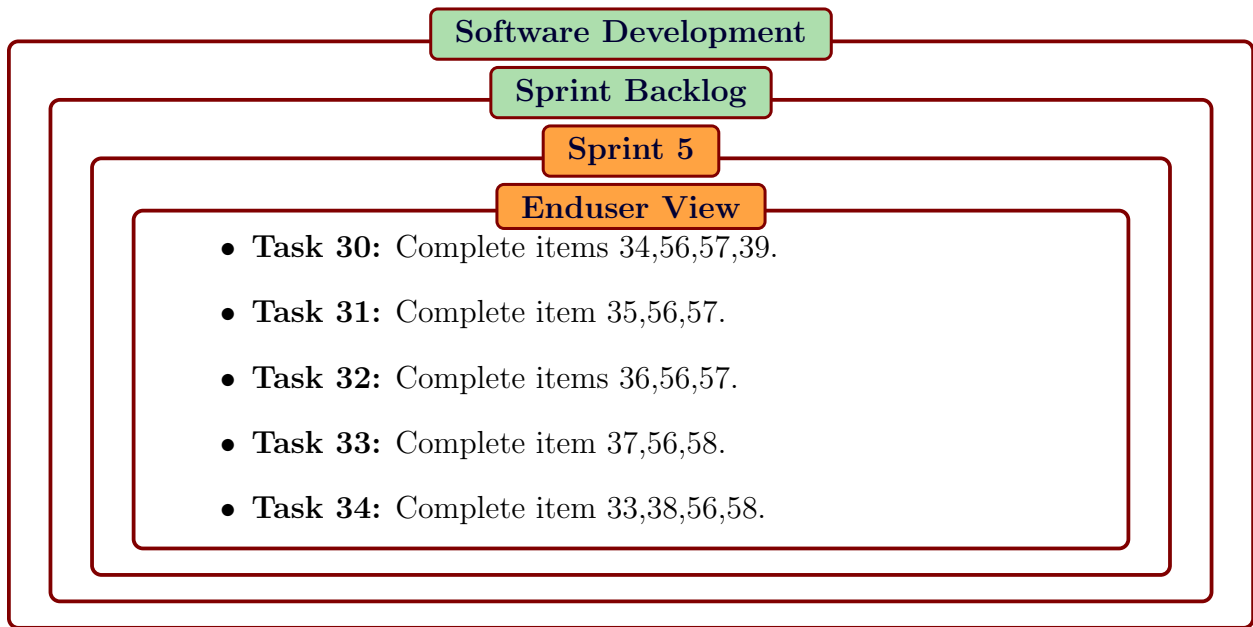 Software Development
Sprint Backlog
Sprint 5
Enduser View
• Task 30: Complete items 34,56,57,39.
• Task 31: Complete item 35,56,57.
• Task 32: Complete items 36,56,57.
• Task 33: Complete item 37,56,58.
• Task 34: Complete item 33,38,56,58.